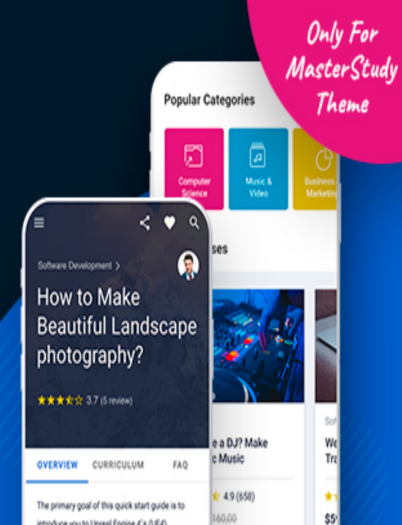 Only For
MasterStudy
Theme
Popular Categories
Computer
Science
Music &
Video
Business
Marketing
ses
Software Development >
How to Make
Beautiful Landscape
photography?
3.7 (5 review)
OVERVIEW CURRICULUM FAQ
The primary goal of this quick start guide is to
introduce you to Unreal Engine 4's (UE4)
e a DJ? Make
c Music
4.9 (658)
160,00
Sof
We
Tra
$5